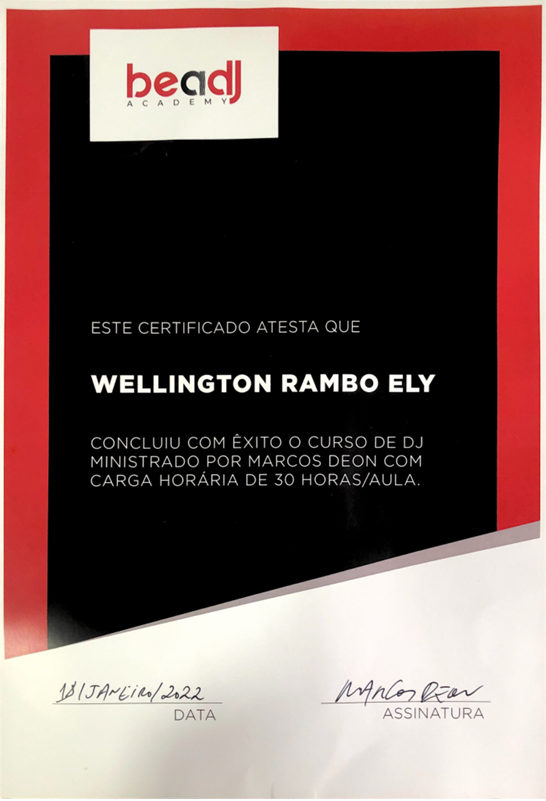 beadj
ACADEMY
ESTE CERTIFICADO ATESTA QUE
WELLINGTON RAMBO ELY
CONCLUIU COM ÊXITO O CURSO DE DJ
MINISTRADO POR MARCOS DEON COM
CARGA HORÁRIA DE 30 HORAS/AULA.
/JANEIRO/2022
MARCOS DEON
DATA
ASSINATURA